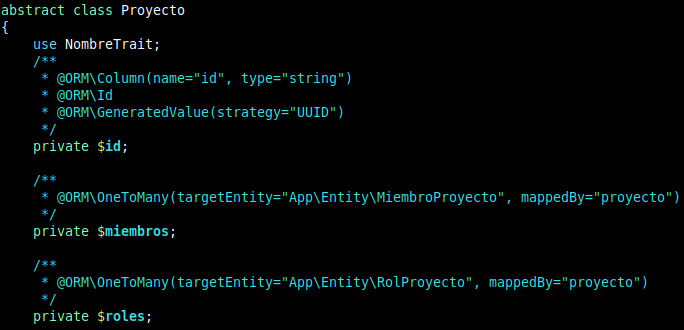 abstract class Proyecto
{
    use NombreTrait;
    /**
     * @ORM\Column(name="id", type="string")
     * @ORM\Id
     * @ORM\GeneratedValue(strategy="UUID")
     */
    private $id;

    /**
     * @ORM\OneToMany(targetEntity="App\Entity\MiembroProyecto", mappedBy="proyecto")
     */
    private $miembros;

    /**
     * @ORM\OneToMany(targetEntity="App\Entity\RolProyecto", mappedBy="proyecto")
     */
    private $roles;